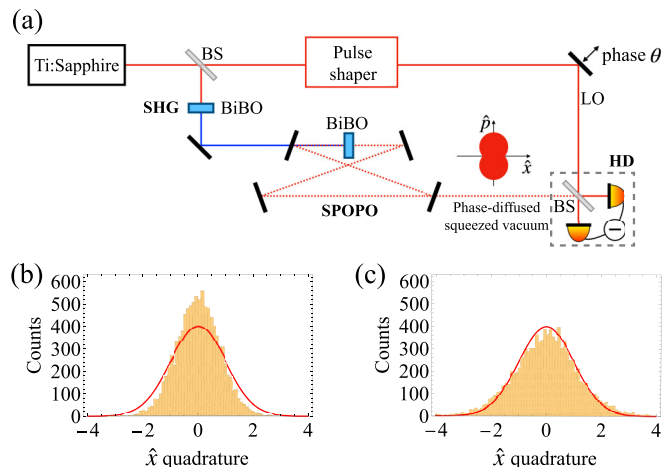 (a)
Ti:Sapphire
BS
Pulse
shaper
phase θ
LO
SHG
BiBO
BiBO
p̂
x̂
HD
BS
SPOPO
Phase-diffused
squeezed vacuum
−
(b)
(c)
600
500
400
300
200
100
0
Counts
−4
−2
0
2
4
x̂ quadrature
600
500
400
300
200
100
0
Counts
−4
−2
0
2
4
x̂ quadrature